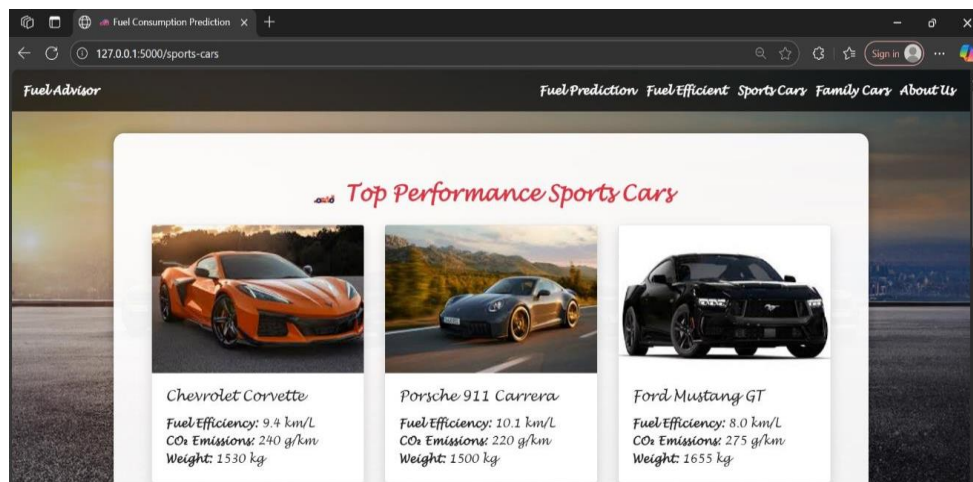 Fuel Consumption Prediction
127.0.0.1:5000/sports-cars
Sign in
Fuel Advisor
Fuel Prediction Fuel Efficient Sports Cars Family Cars About Us
Top Performance Sports Cars
Chevrolet Corvette
Fuel Efficiency: 9.4 km/L
CO₂ Emissions: 240 g/km
Weight: 1530 kg
Porsche 911 Carrera
Fuel Efficiency: 10.1 km/L
CO₂ Emissions: 220 g/km
Weight: 1500 kg
Ford Mustang GT
Fuel Efficiency: 8.0 km/L
CO₂ Emissions: 275 g/km
Weight: 1655 kg